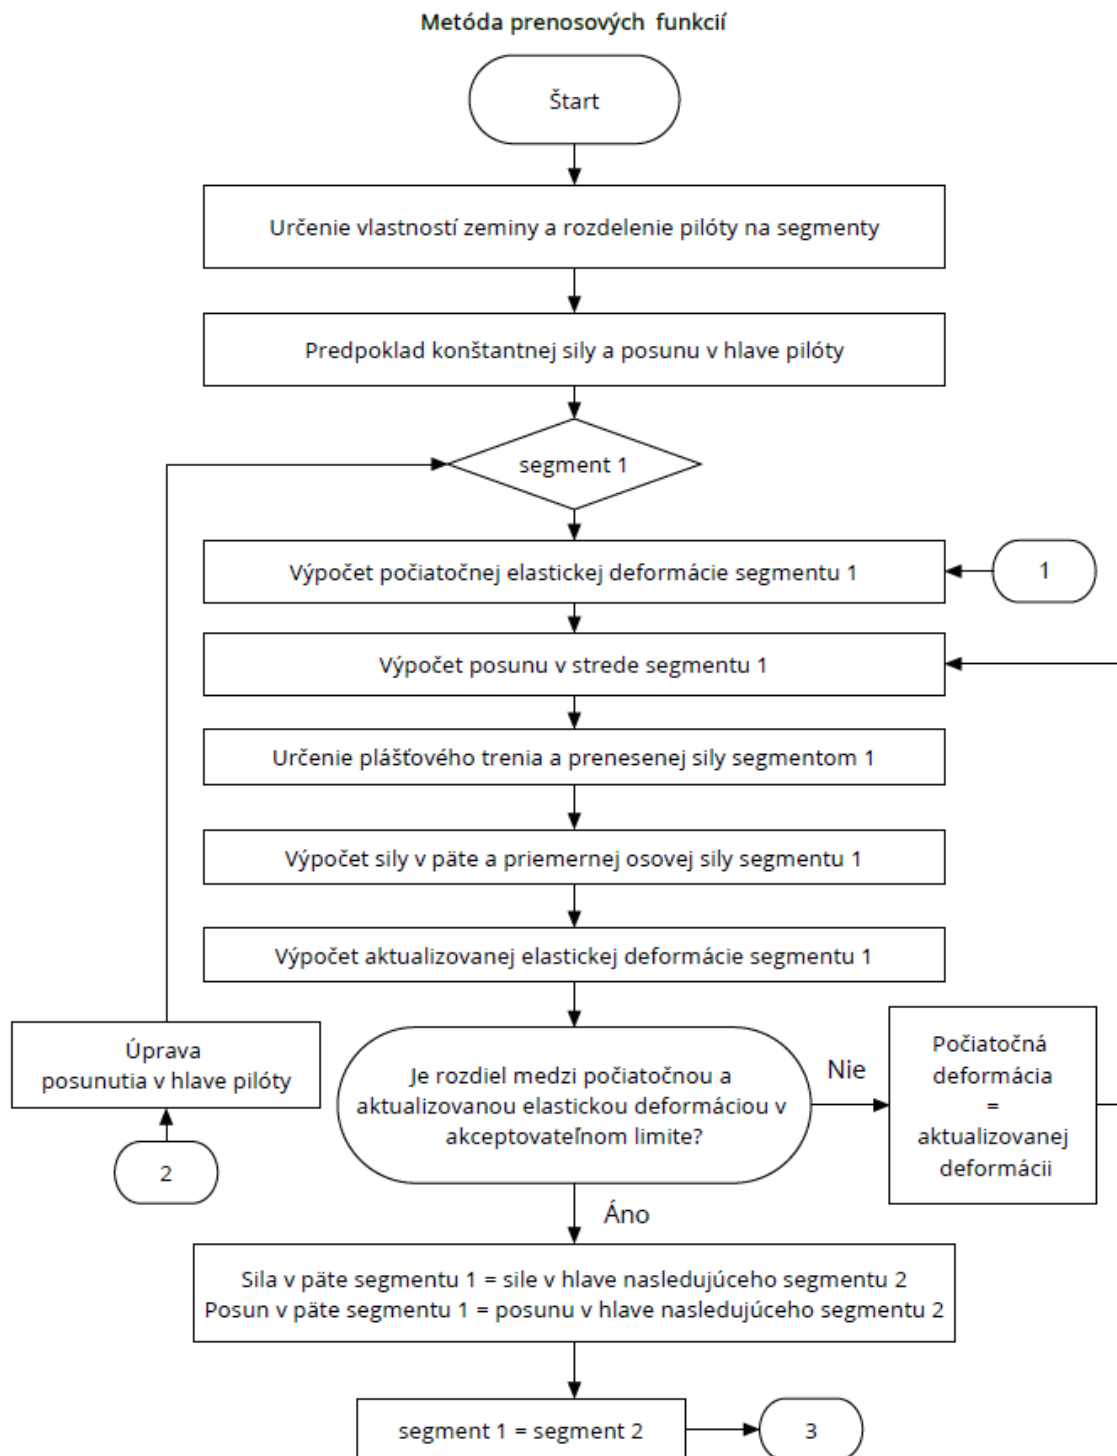 Metóda prenosových funkcií
Štart
Určenie vlastností zeminy a rozdelenie pilóty na segmenty
Predpoklad konštantnej sily a posunu v hlave pilóty
segment 1
Výpočet počiatočnej elastickej deformácie segmentu 1
1
Výpočet posunu v strede segmentu 1
Určenie plášťového trenia a prenesenej sily segmentom 1
Výpočet sily v päte a priemernej osovej sily segmentu 1
Výpočet aktualizovanej elastickej deformácie segmentu 1
Úprava
posunutia v hlave pilóty
2
Je rozdiel medzi počiatočnou a
aktualizovanou elastickou deformáciou v
akceptovateľnom limite?
Nie
Počiatočná
deformácia
=
aktualizovanej
deformácii
Áno
Sila v päte segmentu 1 = sile v hlave nasledujúceho segmentu 2
Posun v päte segmentu 1 = posunu v hlave nasledujúceho segmentu 2
segment 1 = segment 2
3